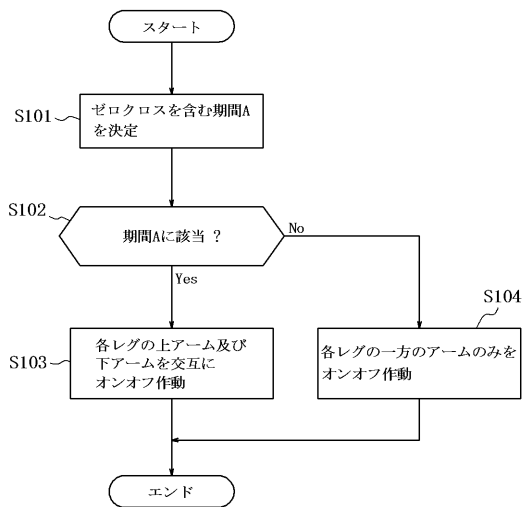 スタート
S101
ゼロクロスを含む期間A
を決定
S102
期間Aに該当 ?
No
Yes
S103
各レグの上アーム及び
下アームを交互に
オンオフ作動
S104
各レグの一方のアームのみを
オンオフ作動
エンド